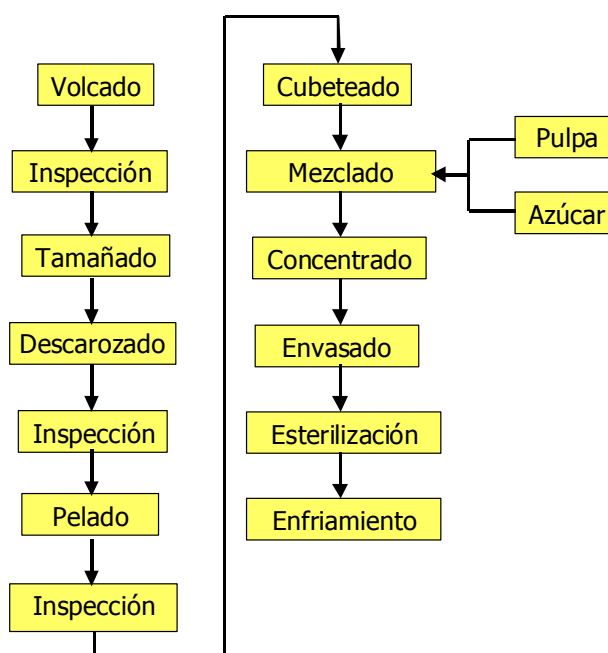 Volcado
Inspección
Tamañado
Descarozado
Inspección
Pelado
Inspección
Cubeteado
Mezclado
Pulpa
Azúcar
Concentrado
Envasado
Esterilización
Enfriamiento